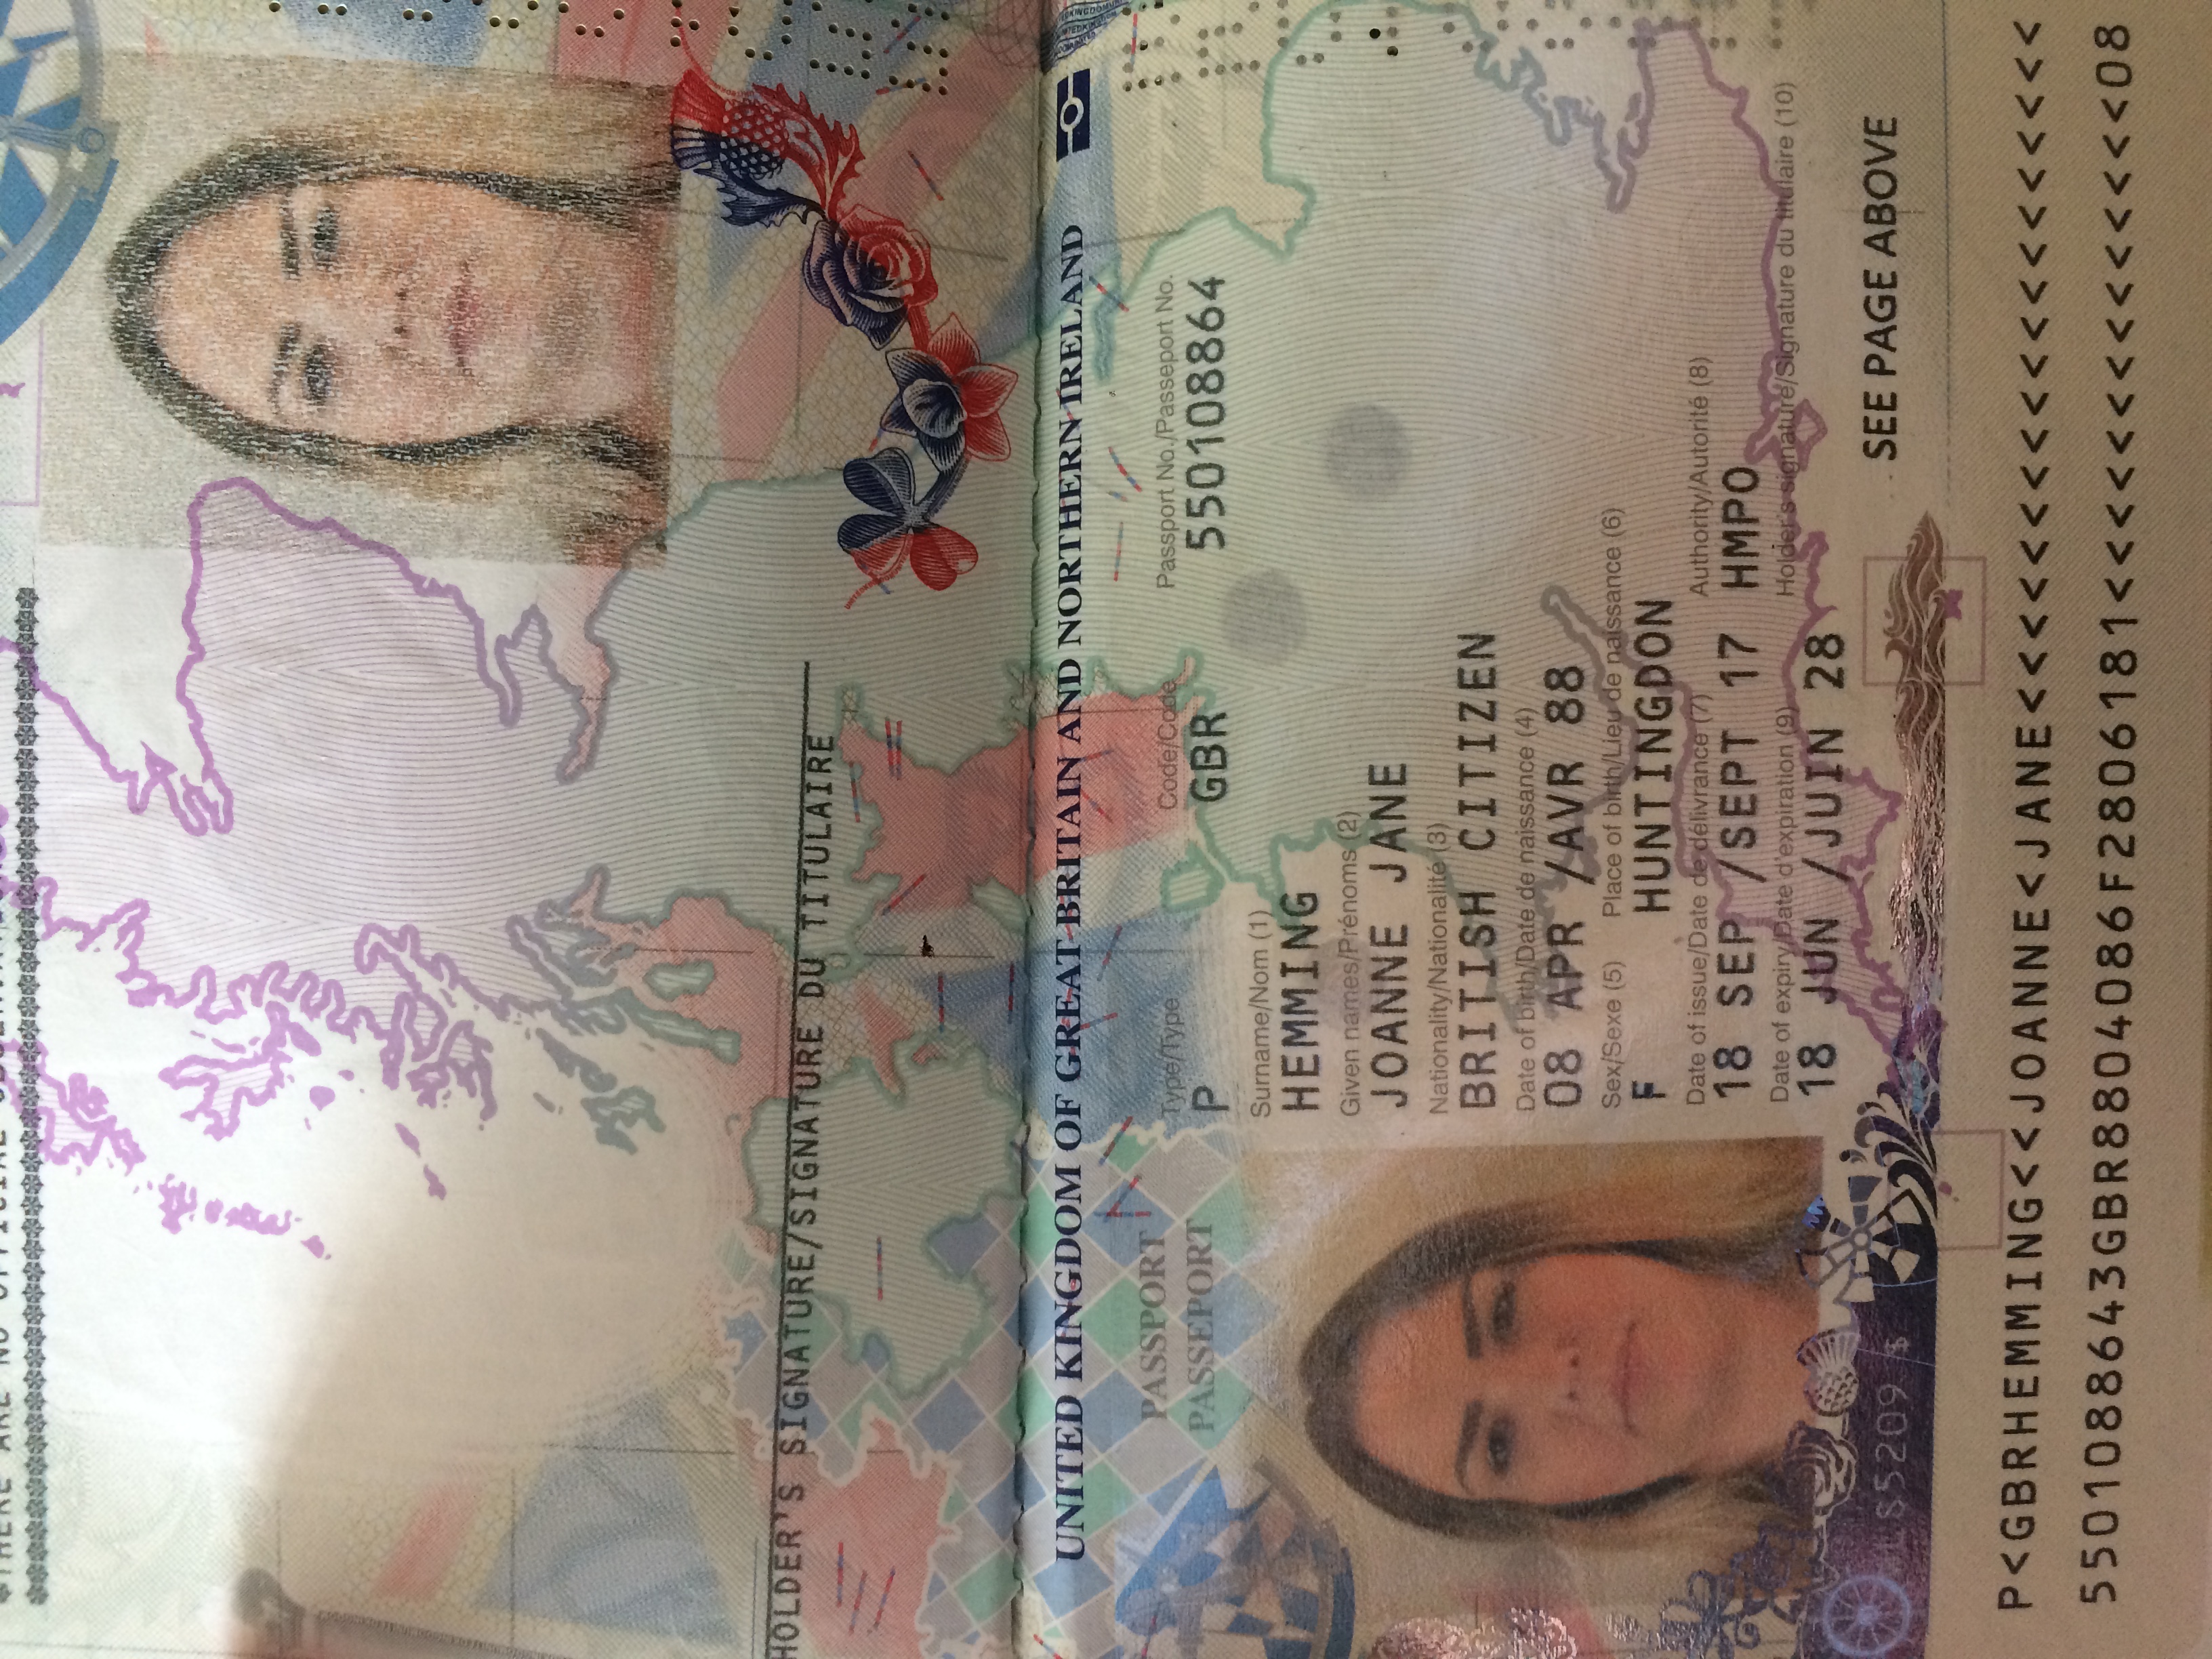 *THERE ARE NO OFFICIAL OBSERVATIONS
HOLDER'S SIGNATURE/SIGNATURE DU TITULAIRE
UNITED KINGDOM OF GREAT BRITAIN AND NORTHERN IRELAND
PASSPORT
PASSEPORT
Type/Type Code/Code Passport No./Passeport No.
P GBR 550108864
Surname/Nom (1)
HEMMING
Given names/Prénoms (2)
JOANNE JANE
Nationality/Nationalité (3)
BRITISH CITIZEN
Date of birth/Date de naissance (4)
08 APR /AVR 88
Sex/Sexe (5) Place of birth/Lieu de naissance (6)
F HUNTINGDON
Date of issue/Date de délivrance (7) Authority/Autorité (8)
18 SEP /SEPT 17 HMPO
Date of expiry/Date d'expiration (9) Holder's signature/Signature du titulaire (10)
18 JUN /JUIN 28
SEE PAGE ABOVE
P<GBRHEMMING<<JOANNE<JANE<<<<<<<<<<<<<<<<<<<
5501088643GBR8804086F2806181<<<<<<<<<<<<<<08